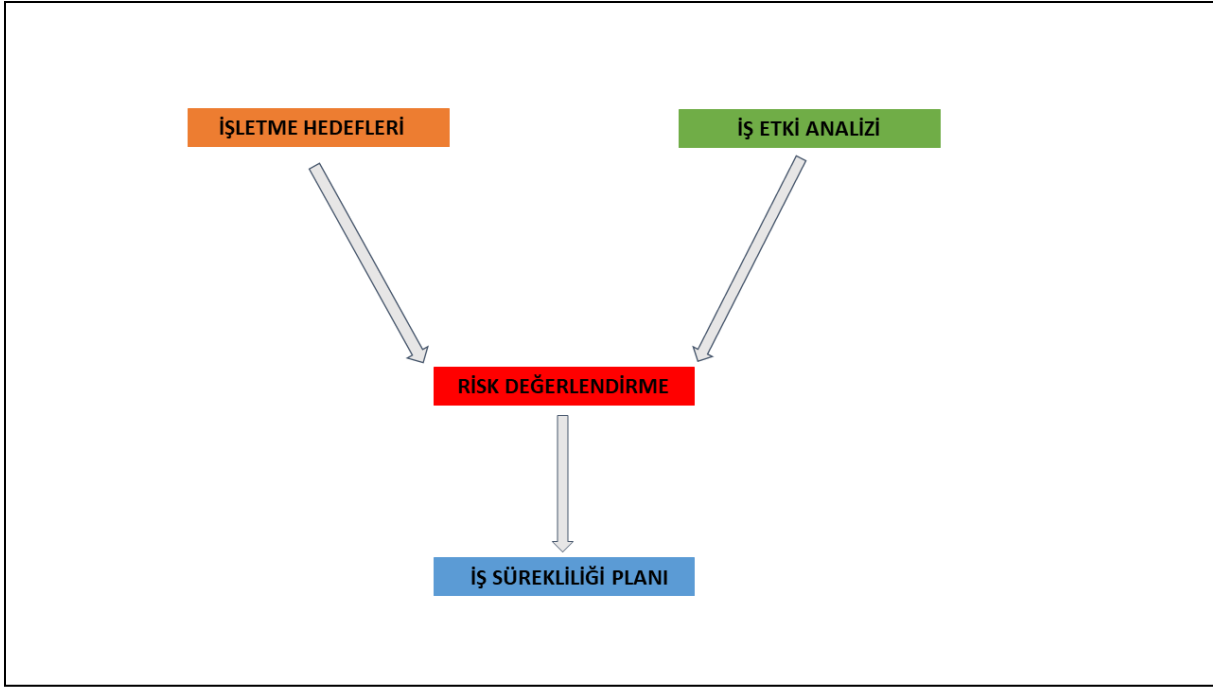 İŞLETME HEDEFLERİ
İŞ ETKİ ANALİZİ
RİSK DEĞERLENDİRME
İŞ SÜREKLİLİĞİ PLANI